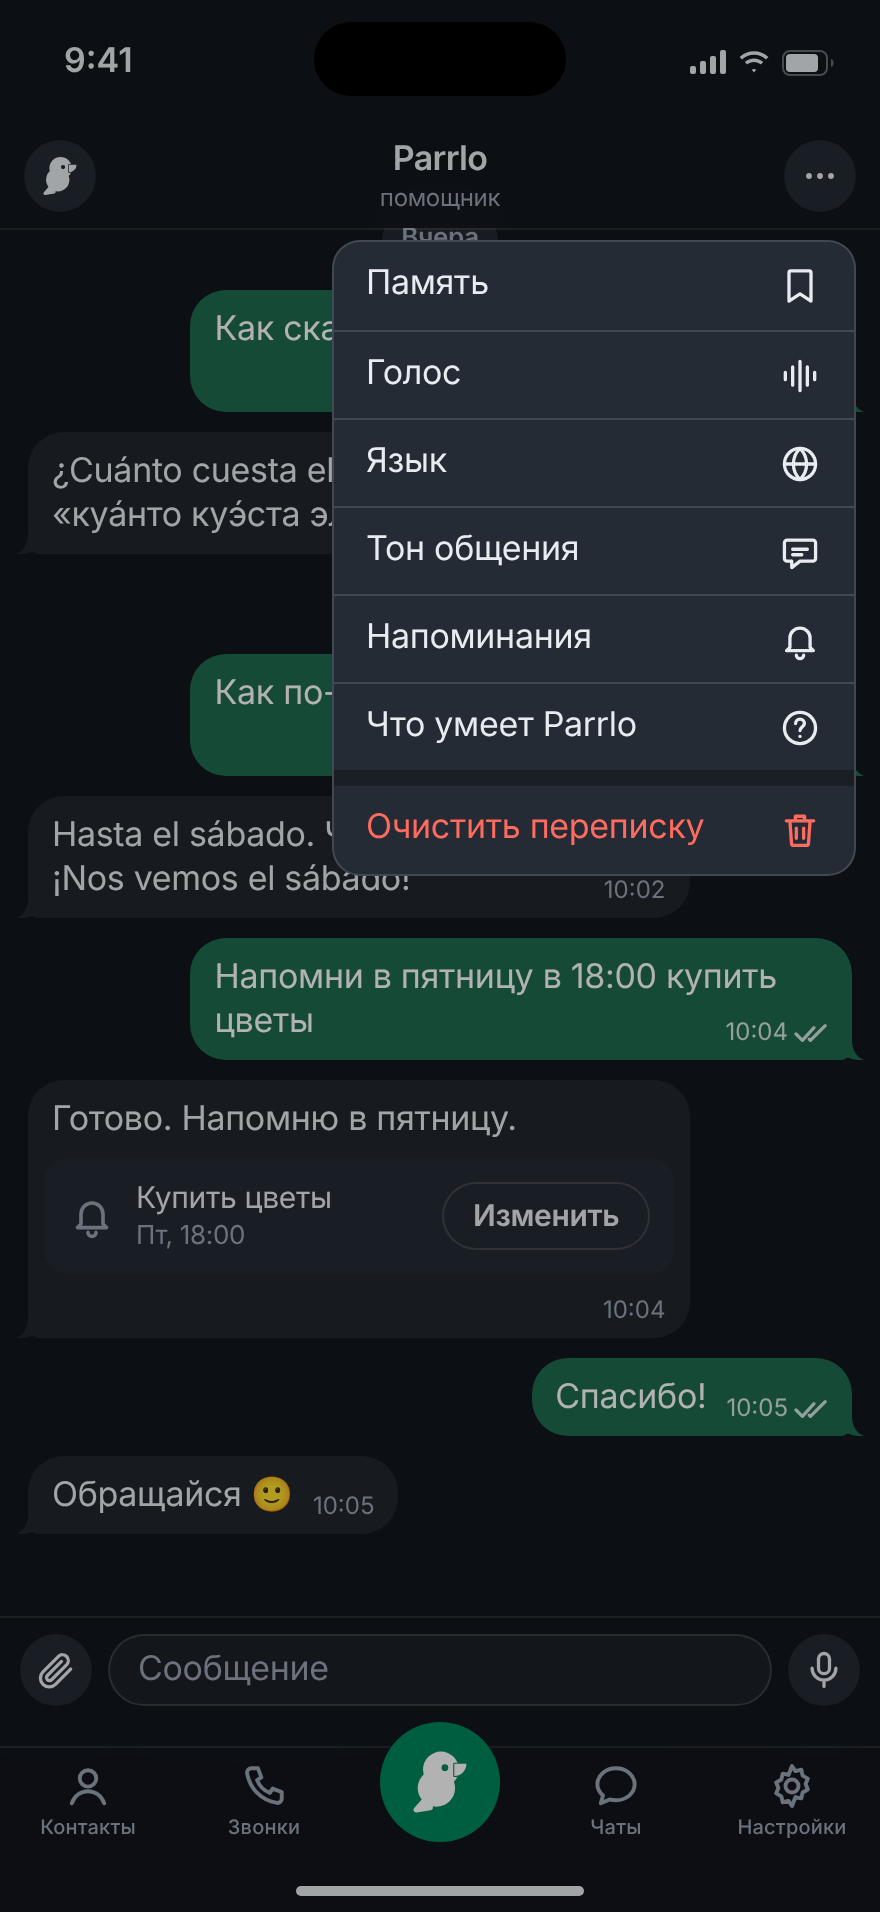 9:41
Parrlo
помощник
Вчера
Память
Как
Голос
¿Cuánto cuesta el
«куа́нто куэ́ста
Язык
Тон общения
Напоминания
Как по-
Что умеет Parrlo
Очистить переписку
Hasta el sábado.
¡Nos vemos el sábado!
10:02
Напомни в пятницу в 18:00 купить
цветы
10:04
Готово. Напомню в пятницу.
Купить цветы
Пт, 18:00
Изменить
10:04
Спасибо! 10:05
Обращайся 🙂 10:05
Сообщение
Контакты
Звонки
Чаты
Настройки